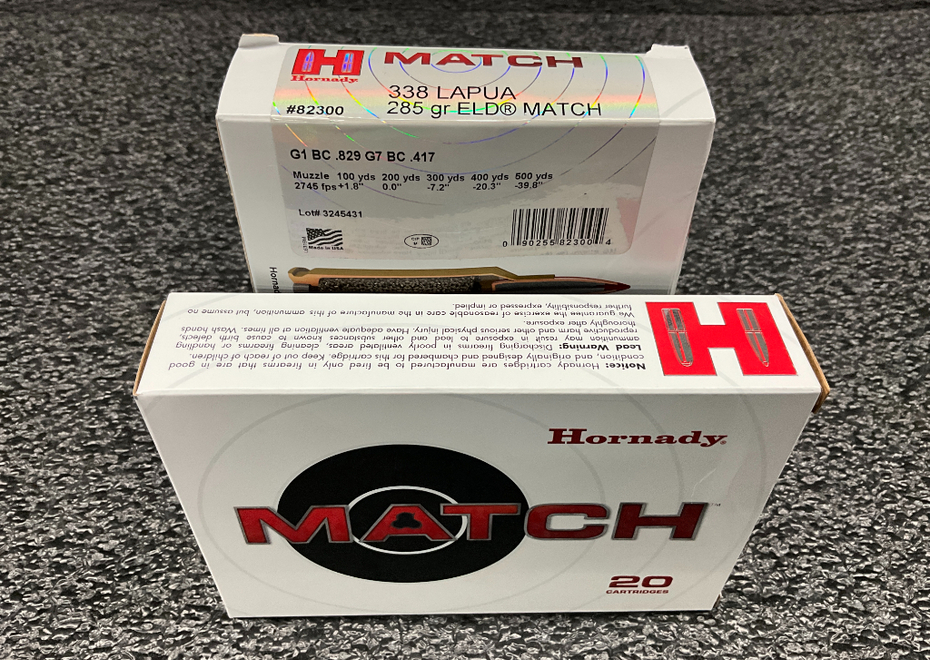 H
Hornady
MATCH
338 LAPUA
#82300 285 gr ELD® MATCH
G1 BC .829 G7 BC .417
Muzzle 100 yds 200 yds 300 yds 400 yds 500 yds
2745 fps +1.8" 0.0" -7.2" -20.3" -39.8"
Lot# 3245431
Made in USA
0 90255 82300 4
Notice: Hornady cartridges are manufactured to be fired only in firearms that are in good
condition, and originally designed and chambered for this cartridge. Keep out of reach of children.
Lead Warning: Discharging firearms in poorly ventilated areas, cleaning firearms or handling
ammunition may result in exposure to lead and other substances known to cause birth defects,
reproductive harm and other serious physical injury. Have adequate ventilation at all times. Wash hands
thoroughly after exposure.
We guarantee the exercise of reasonable care in the manufacture of this ammunition, but assume no
further responsibility, expressed or implied.
H
Hornady
MATCH™
20
CARTRIDGES